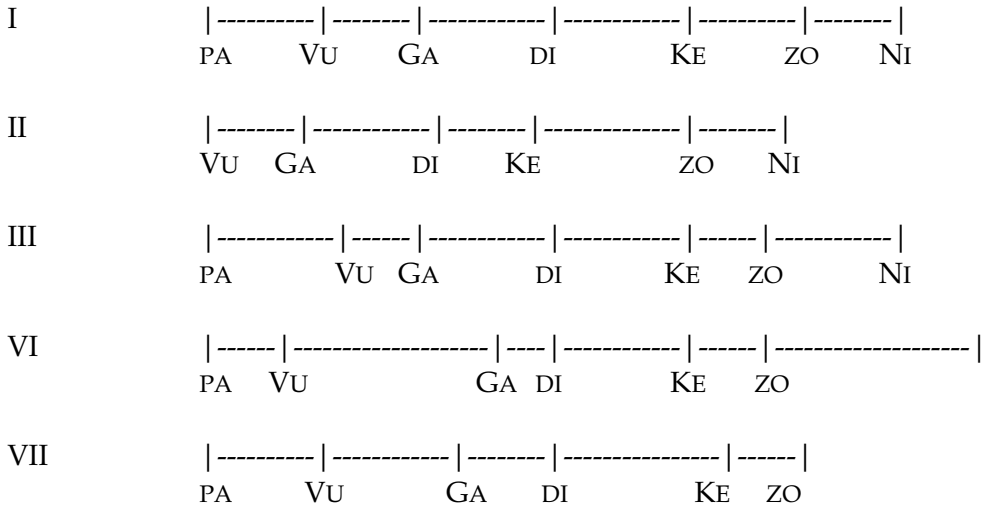 I |----------|--------|------------|------------|----------|--------|
PA VU GA DI KE ZO NI
II |--------|------------|--------|--------------|--------|
VU GA DI KE ZO NI
III |------------|------|------------|------------|------|------------|
PA VU GA DI KE ZO NI
VI |------|--------------------|----|------------|------|--------------------|
PA VU GA DI KE ZO
VII |----------|------------|--------|----------------|------|
PA VU GA DI KE ZO